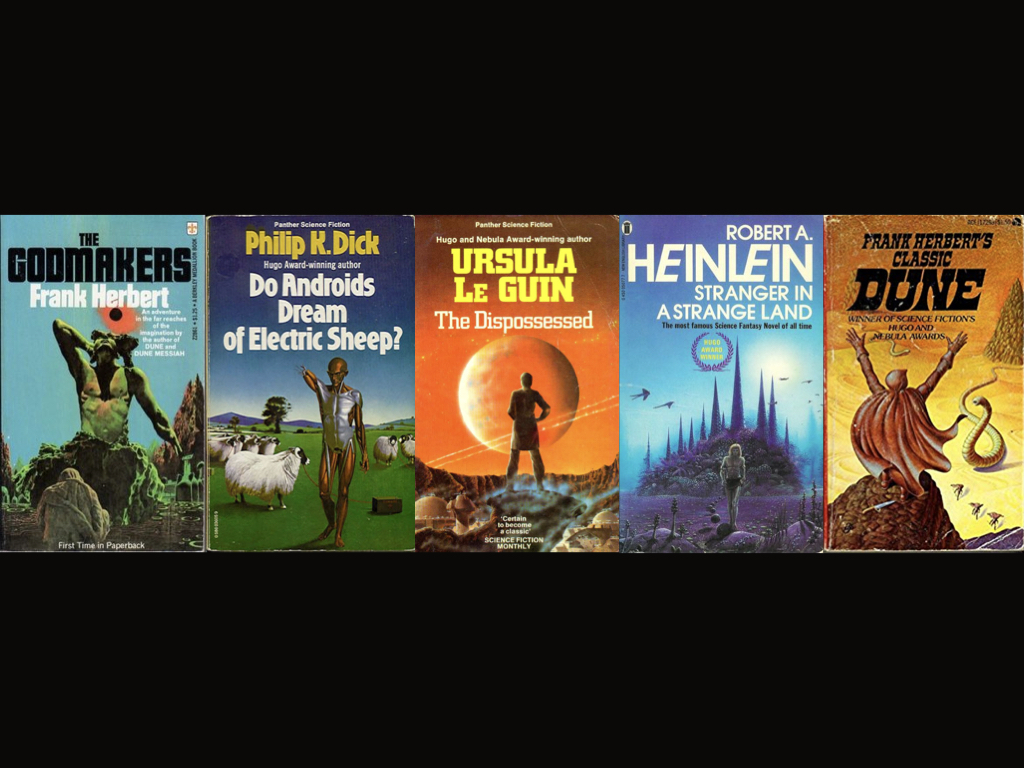 THE
GODMAKERS
Frank Herbert
An adventure
in the far reaches
of the
imagination by
the author of
DUNE and
DUNE MESSIAH
First Time in Paperback
Panther Science Fiction
Philip K. Dick
Hugo Award-winning author
Do Androids
Dream
of Electric Sheep?
Panther Science Fiction
Hugo and Nebula Award-winning author
URSULA
LE GUIN
The Dispossessed
'Certain
to become
a classic'
SCIENCE FICTION
MONTHLY
ROBERT A.
HEINLEIN
STRANGER IN
A STRANGE LAND
The most famous Science Fantasy Novel of all time
HUGO
AWARD
WINNER
FRANK HERBERT'S
CLASSIC
DUNE
WINNER OF SCIENCE FICTION'S
HUGO AND
NEBULA AWARDS